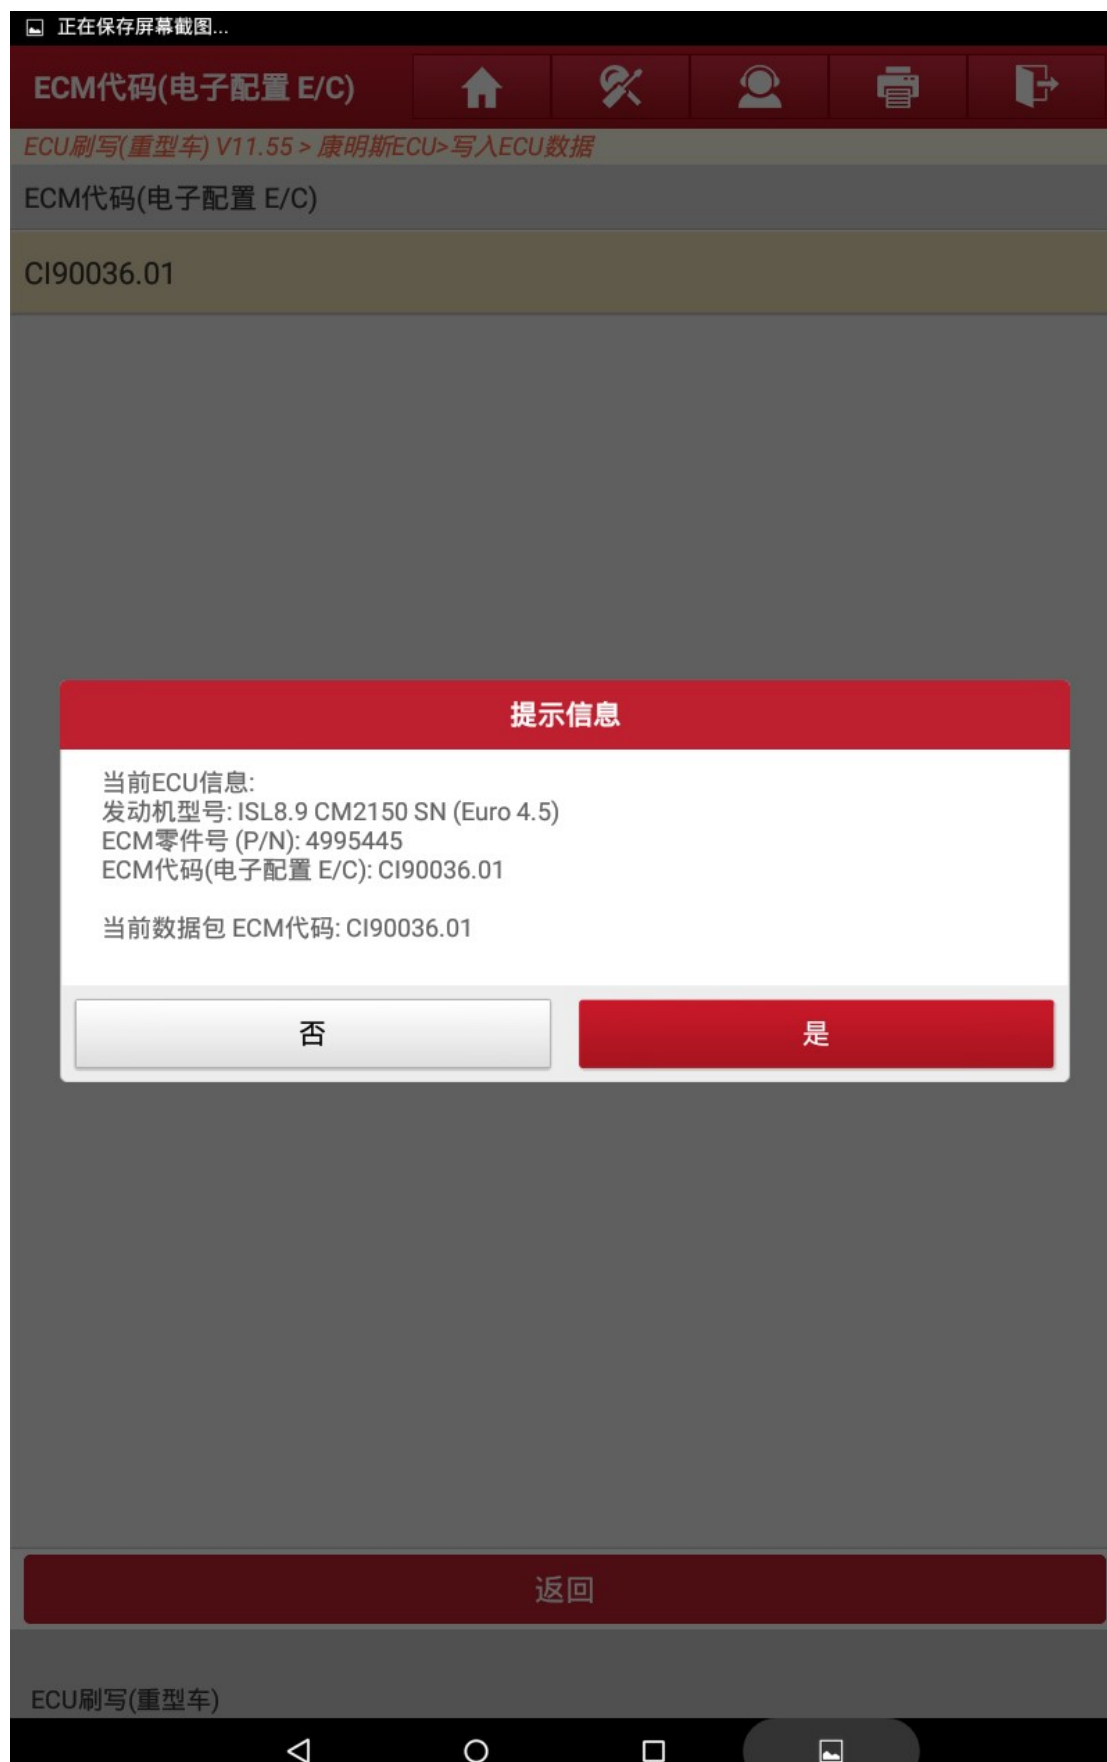 正在保存屏幕截图...
ECM代码(电子配置 E/C)
ECU刷写(重型车) V11.55 > 康明斯ECU>写入ECU数据
ECM代码(电子配置 E/C)
CI90036.01
提示信息
当前ECU信息:
发动机型号: ISL8.9 CM2150 SN (Euro 4.5)
ECM零件号 (P/N): 4995445
ECM代码(电子配置 E/C): CI90036.01
当前数据包 ECM代码: CI90036.01
否
是
返回
ECU刷写(重型车)